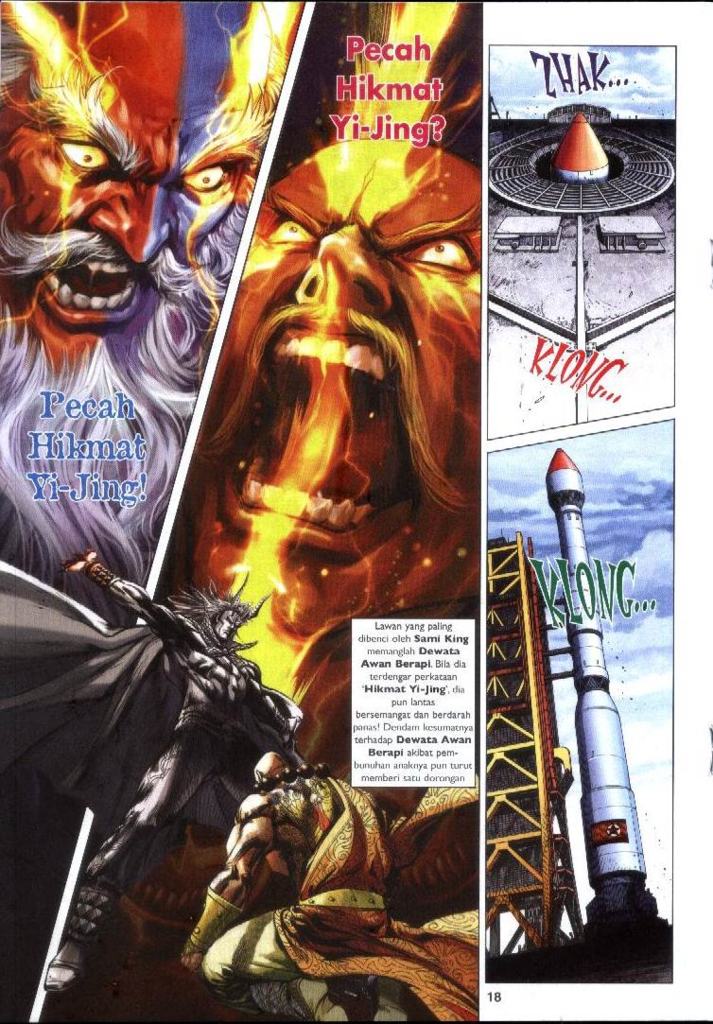 Pecah
Hikmat
Yi-Jing!
Pecah
Hikmat
Yi-Jing?
Lawan yang paling
dibenci oleh Sami King
memanglah Dewata
Awan Berapi. Bila dia
terdengar perkataan
'Hikmat Yi-Jing', dia
pun lantas
bersemangat dan berdarah
panas! Dendam kesumatnya
terhadap Dewata Awan
Berapi akibat pem-
bunuhan anaknya pun turut
memberi satu dorongan
ZHAK...
KLONG...
KLONG...
18